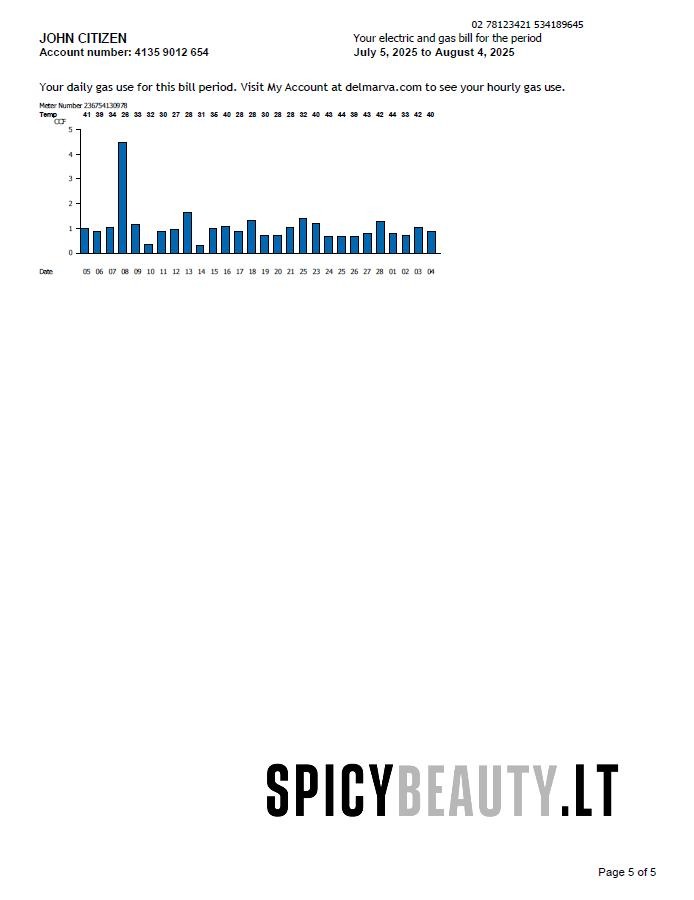 02 78123421 534189645
JOHN CITIZEN
Your electric and gas bill for the period
Account number: 4135 9012 654
July 5, 2025 to August 4, 2025
Your daily gas use for this bill period. Visit My Account at delmarva.com to see your hourly gas use.
Meter Number 236754130978
Temp 41 39 34 26 33 32 30 27 28 31 35 40 28 28 28 28 32 40 43 44 39 43 42 44 33 42 40
CCF
5
4
3
2
1
0
Date 05 06 07 08 09 10 11 12 13 14 15 16 17 18 19 20 21 25 23 24 25 26 27 28 01 02 03 04
SPICYBEAUTY.LT
Page 5 of 5